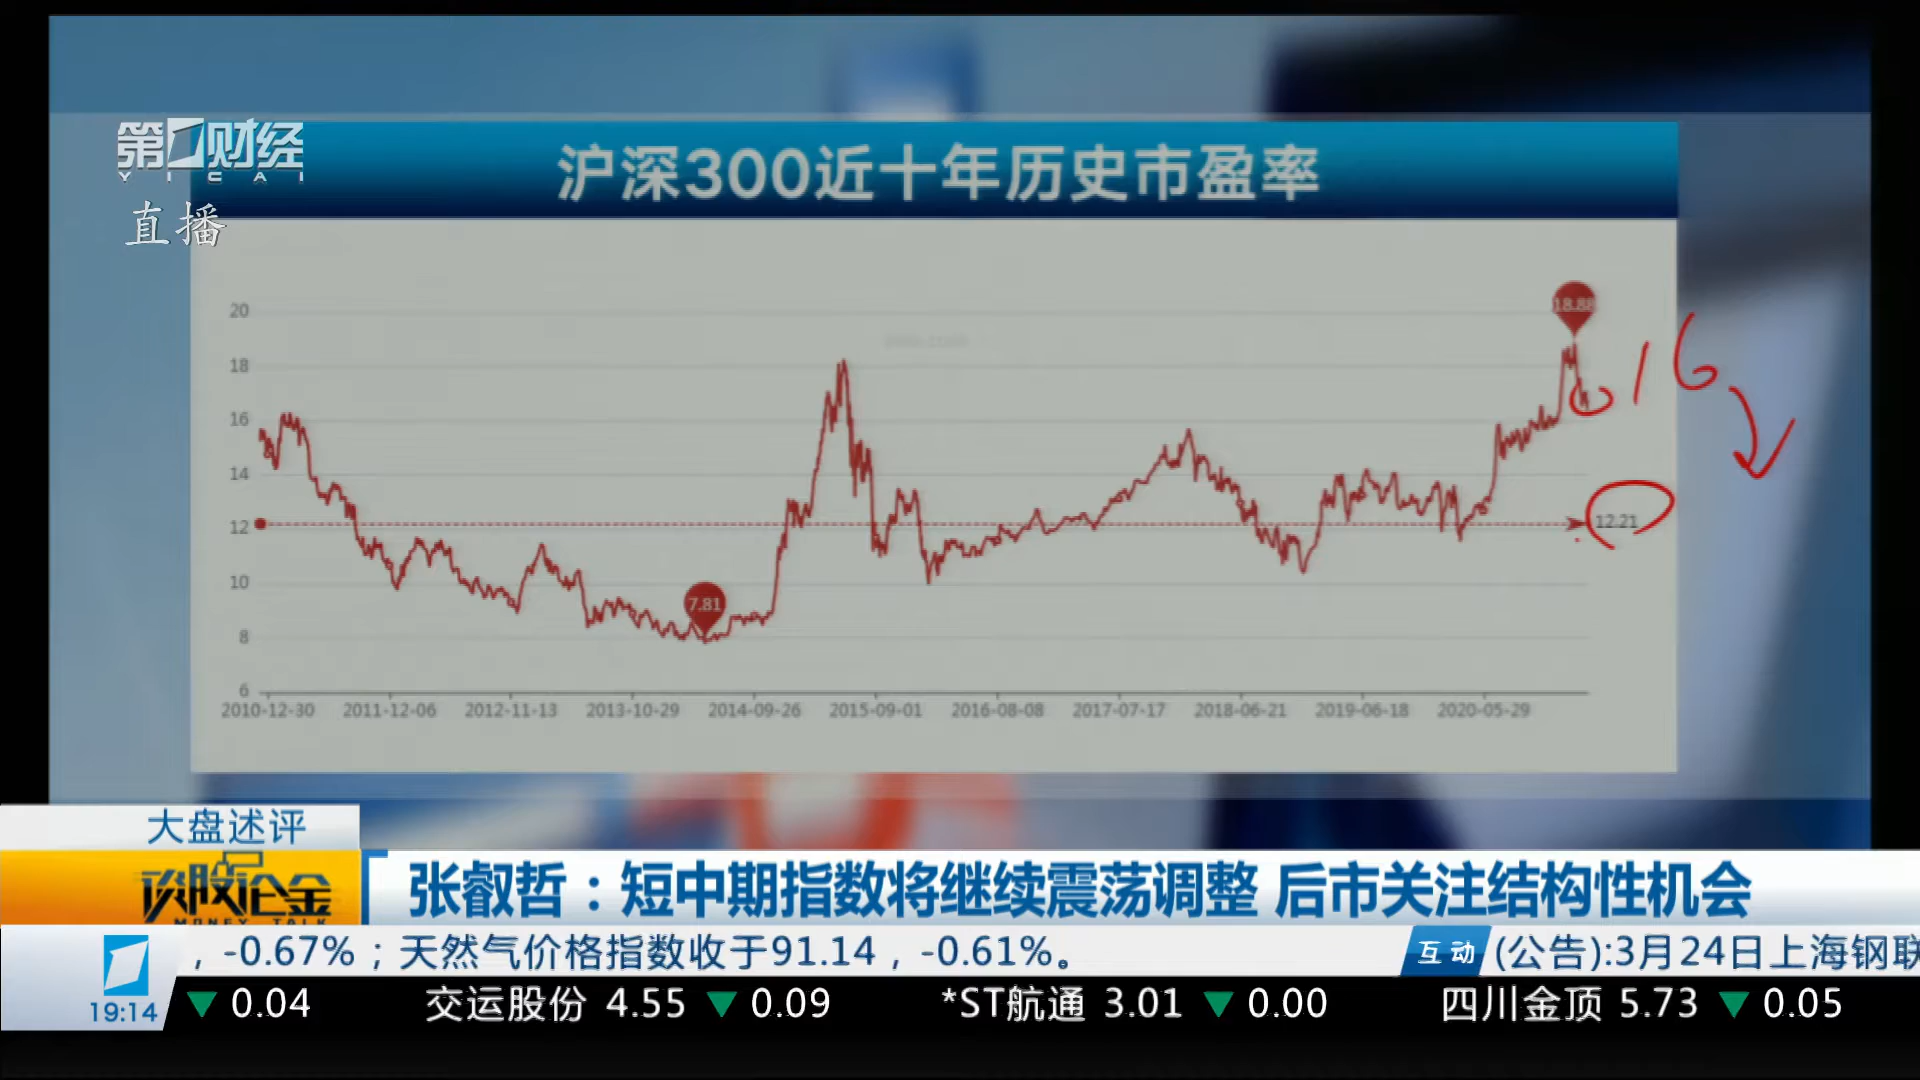 第1财经
YICAI
直播
沪深300近十年历史市盈率
20
18.88
18
16
16
14
12
12.21
10
7.81
8
6
2010-12-30 2011-12-06 2012-11-13 2013-10-29 2014-09-26 2015-09-01 2016-08-08 2017-07-17 2018-06-21 2019-06-18 2020-05-29
大盘述评
谈股论金
MONEY TALK
张叡哲：短中期指数将继续震荡调整 后市关注结构性机会
，-0.67%；天然气价格指数收于91.14，-0.61%。
互动 (公告):3月24日上海钢联
19:14
▼ 0.04 交运股份 4.55 ▼ 0.09 *ST航通 3.01 ▼ 0.00 四川金顶 5.73 ▼ 0.05